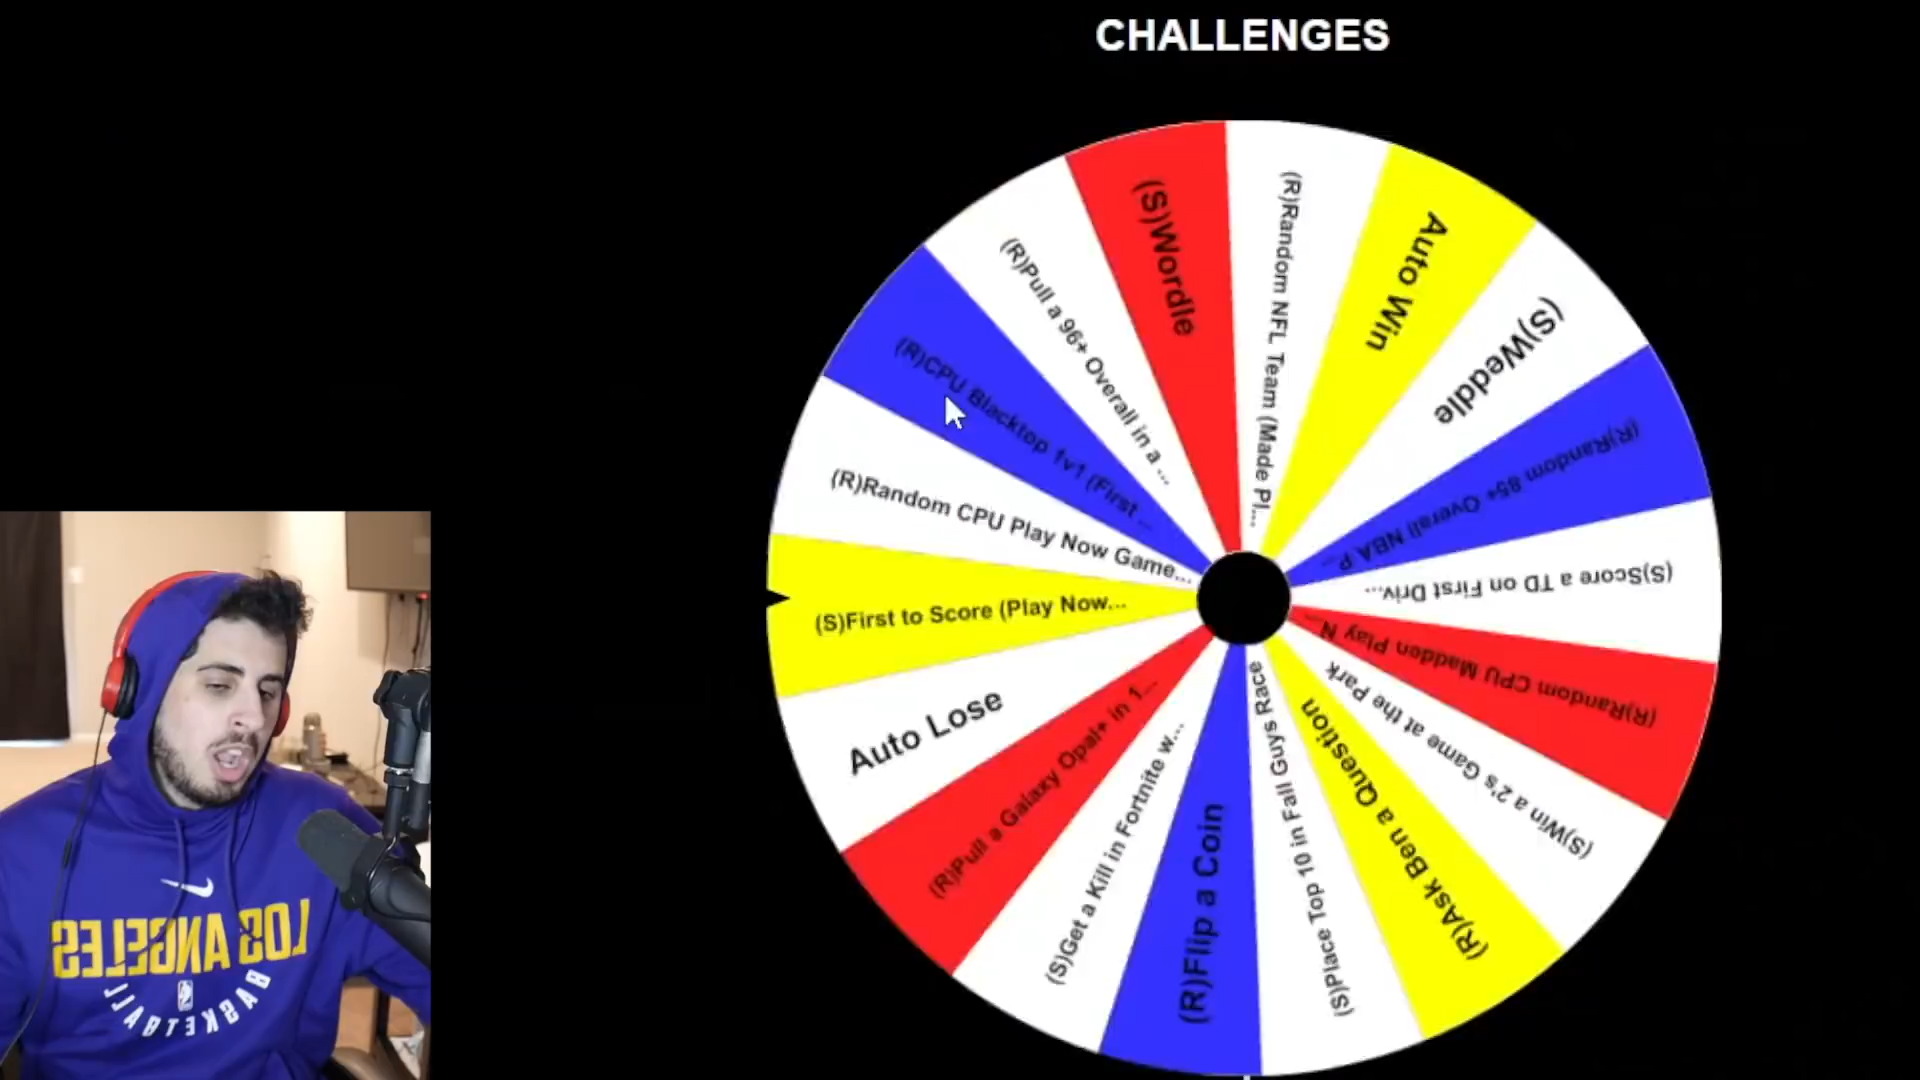 CHALLENGES
(S)Wordle
(R)Random NFL Team (Made Pl...
Auto Win
(S)Weddle
(R)Random 85+ Overall NBA P...
(S)Score a TD on First Driv...
(R)Random CPU Madden Play N...
(S)Win a 2's Game at the Park
(R)Ask Ben a Question
(S)Place Top 10 in Fall Guys Race
(R)Flip a Coin
(S)Get a Kill in Fortnite w...
(R)Pull a Galaxy Opal+ in 1...
Auto Lose
(S)First to Score (Play Now...
(R)Random CPU Play Now Game...
(R)CPU Blacktop 1v1 (First ...
(R)Pull a 96+ Overall in a ...
LOS ANGELES
BASKETBALL